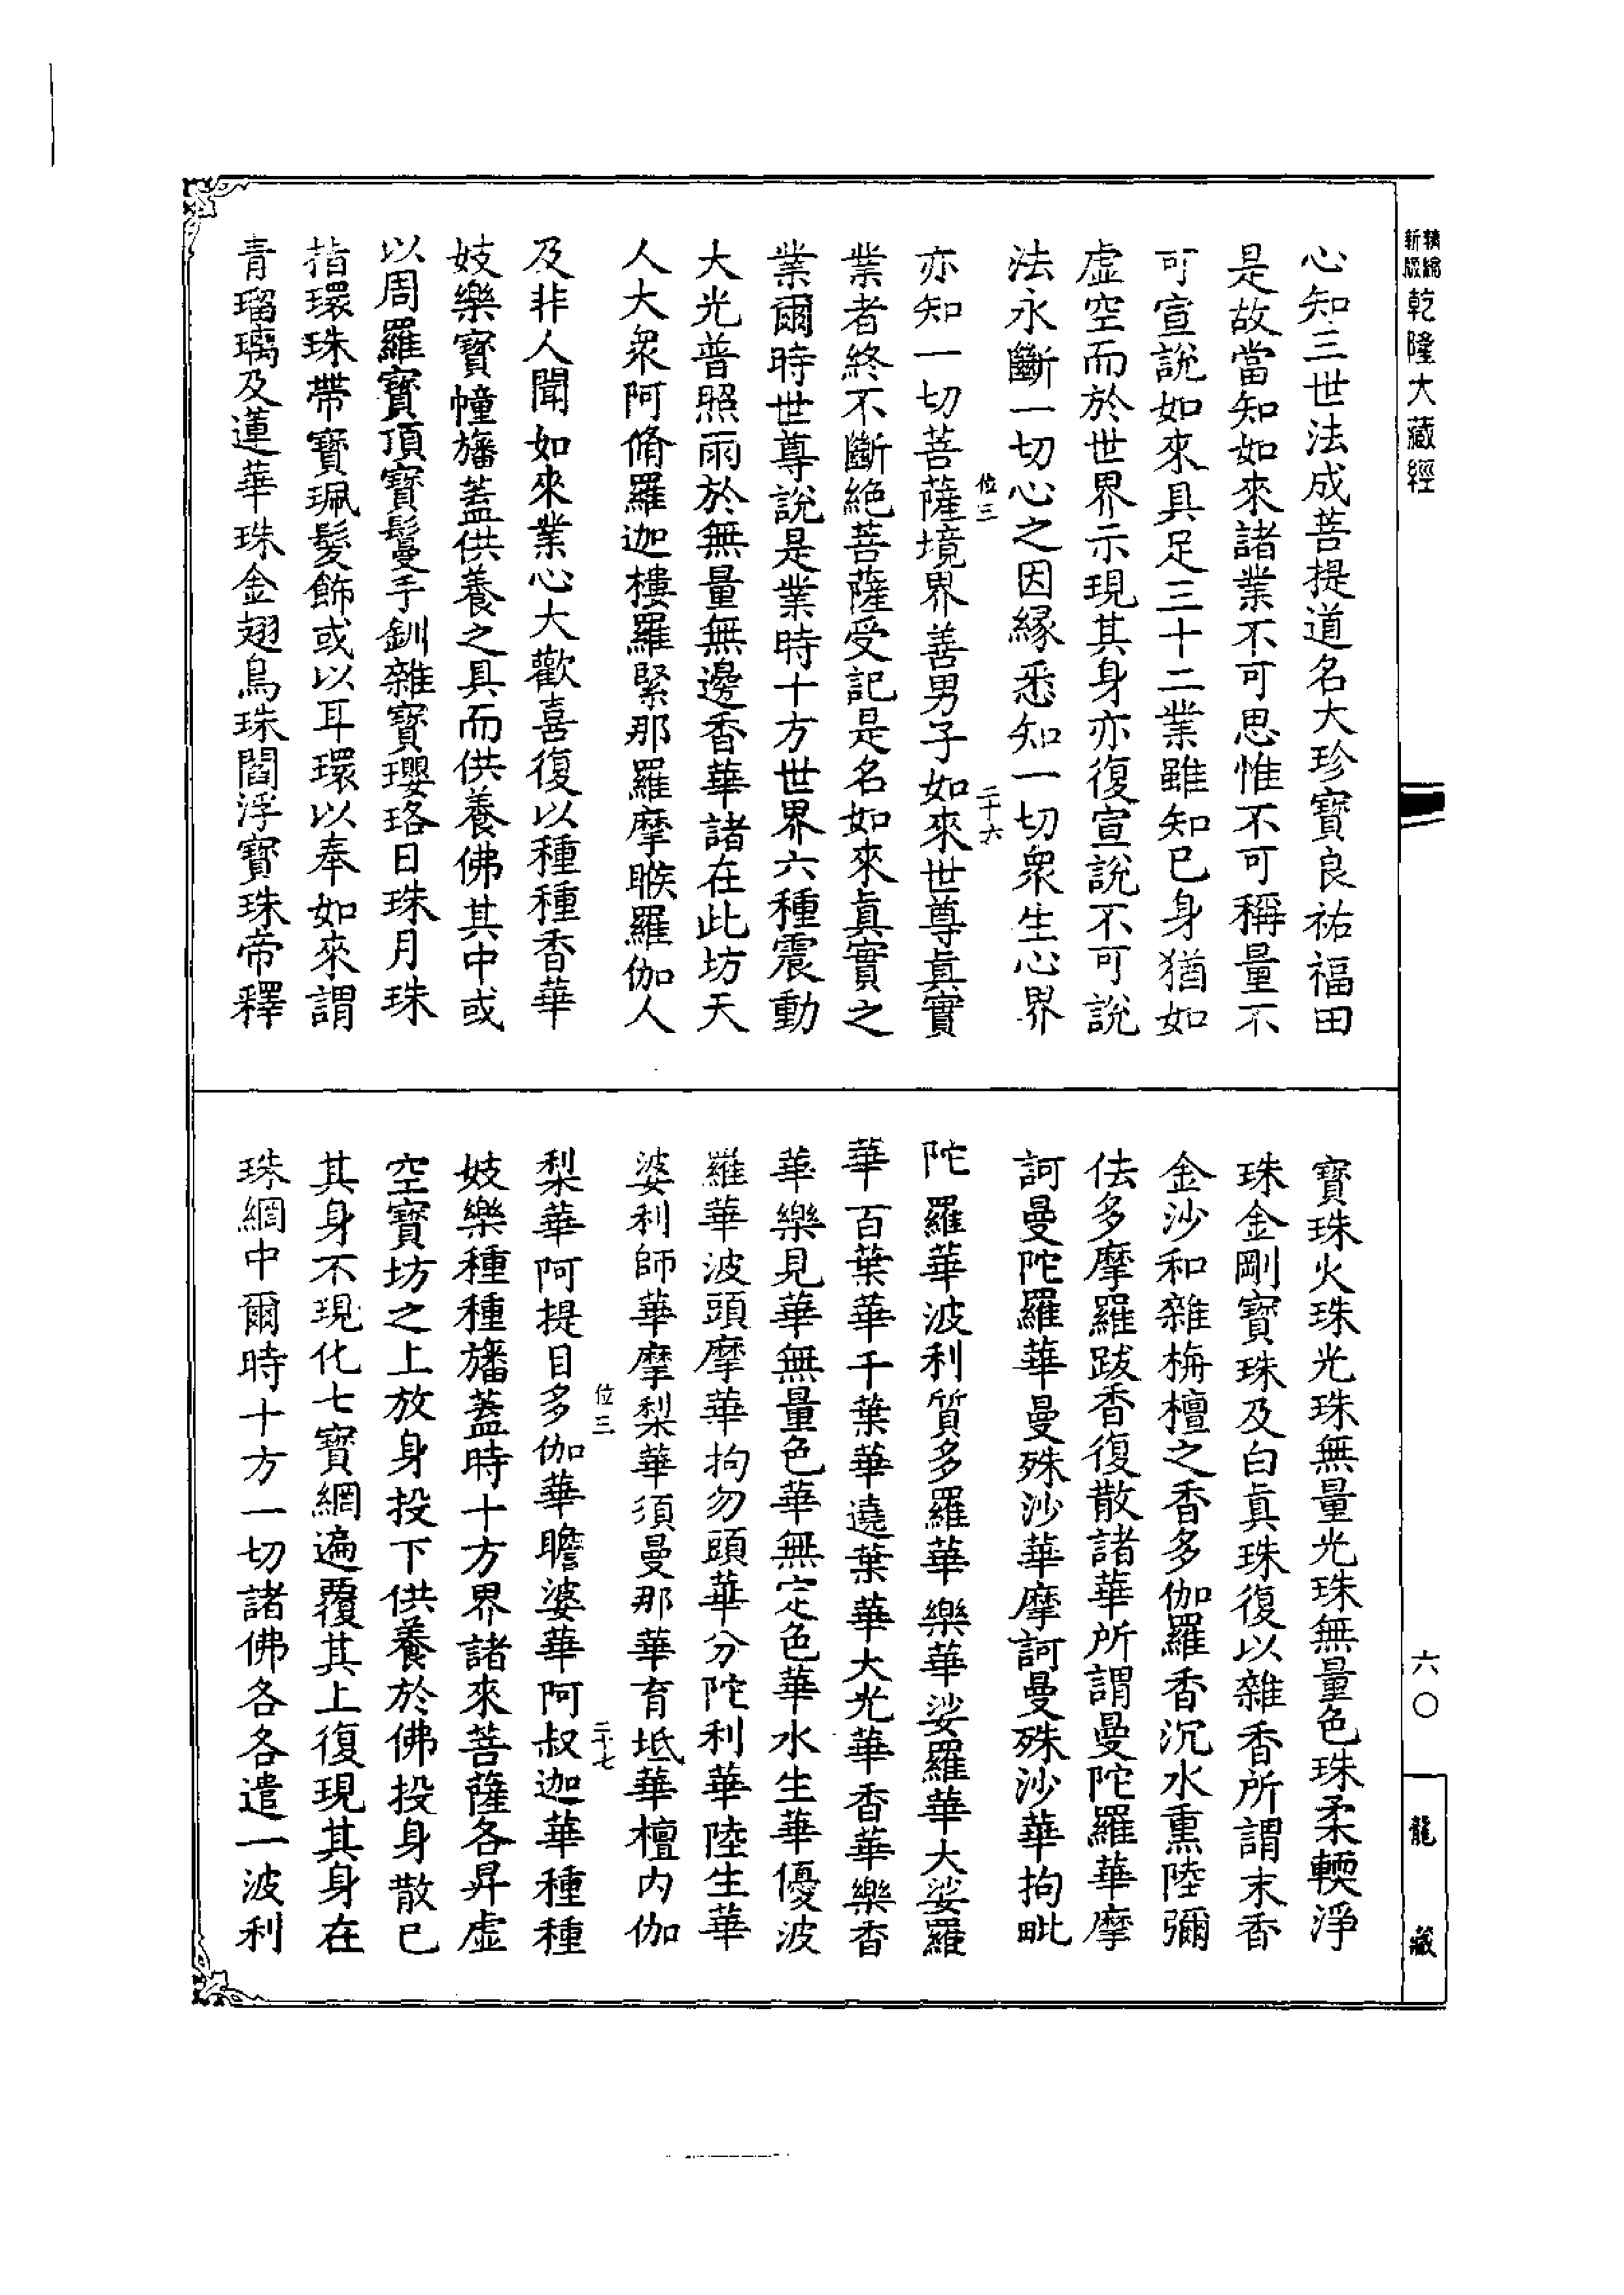 精縮新版乾隆大藏經
心知三世法成菩提道名大珍寶良祐福田
是故當知如來諸業不可思惟不可稱量不
可宣說如來具足三十二業雖知已身猶如
虛空而於世界示現其身亦復宣說不可說
法永斷一切心之因緣悉知一切衆生心界
位三 二十六
亦知一切菩薩境界善男子如來世尊眞實
業者終不斷絕菩薩受記是名如來眞實之
業爾時世尊說是業時十方世界六種震動
大光普照雨於無量無邊香華諸在此坊天
人大衆阿脩羅迦樓羅緊那羅摩睺羅伽人
及非人聞如來業心大歡喜復以種種香華
妓樂寶幢旛蓋供養之具而供養佛其中或
以周羅寶頂寶鬘手釧雜寶瓔珞日珠月珠
指環珠帶寶珮髮飾或以耳環以奉如來謂
青瑠璃及蓮華珠金翅鳥珠閻浮寶珠帝釋
寶珠火珠光珠無量光珠無量色珠柔輭淨
珠金剛寶珠及白眞珠復以雜香所謂末香
金沙和雜栴檀之香多伽羅香沉水熏陸彌
佉多摩羅跋香復散諸華所謂曼陀羅華摩
訶曼陀羅華曼殊沙華摩訶曼殊沙華拘毗
陀羅華波利質多羅華樂華娑羅華大娑羅
華百葉華千葉華遶葉華大光華香華樂香
華樂見華無量色華無定色華水生華優波
羅華波頭摩華拘勿頭華分陀利華陸生華
婆利師華摩梨華須曼那華育坻華檀內伽
位三 二十七
梨華阿提目多伽華瞻婆華阿叔迦華種種
妓樂種種旛蓋時十方界諸來菩薩各昇虛
空寶坊之上放身投下供養於佛投身散已
其身不現化七寶網遍覆其上復現其身在
珠網中爾時十方一切諸佛各各遣一波利
六〇
龍藏